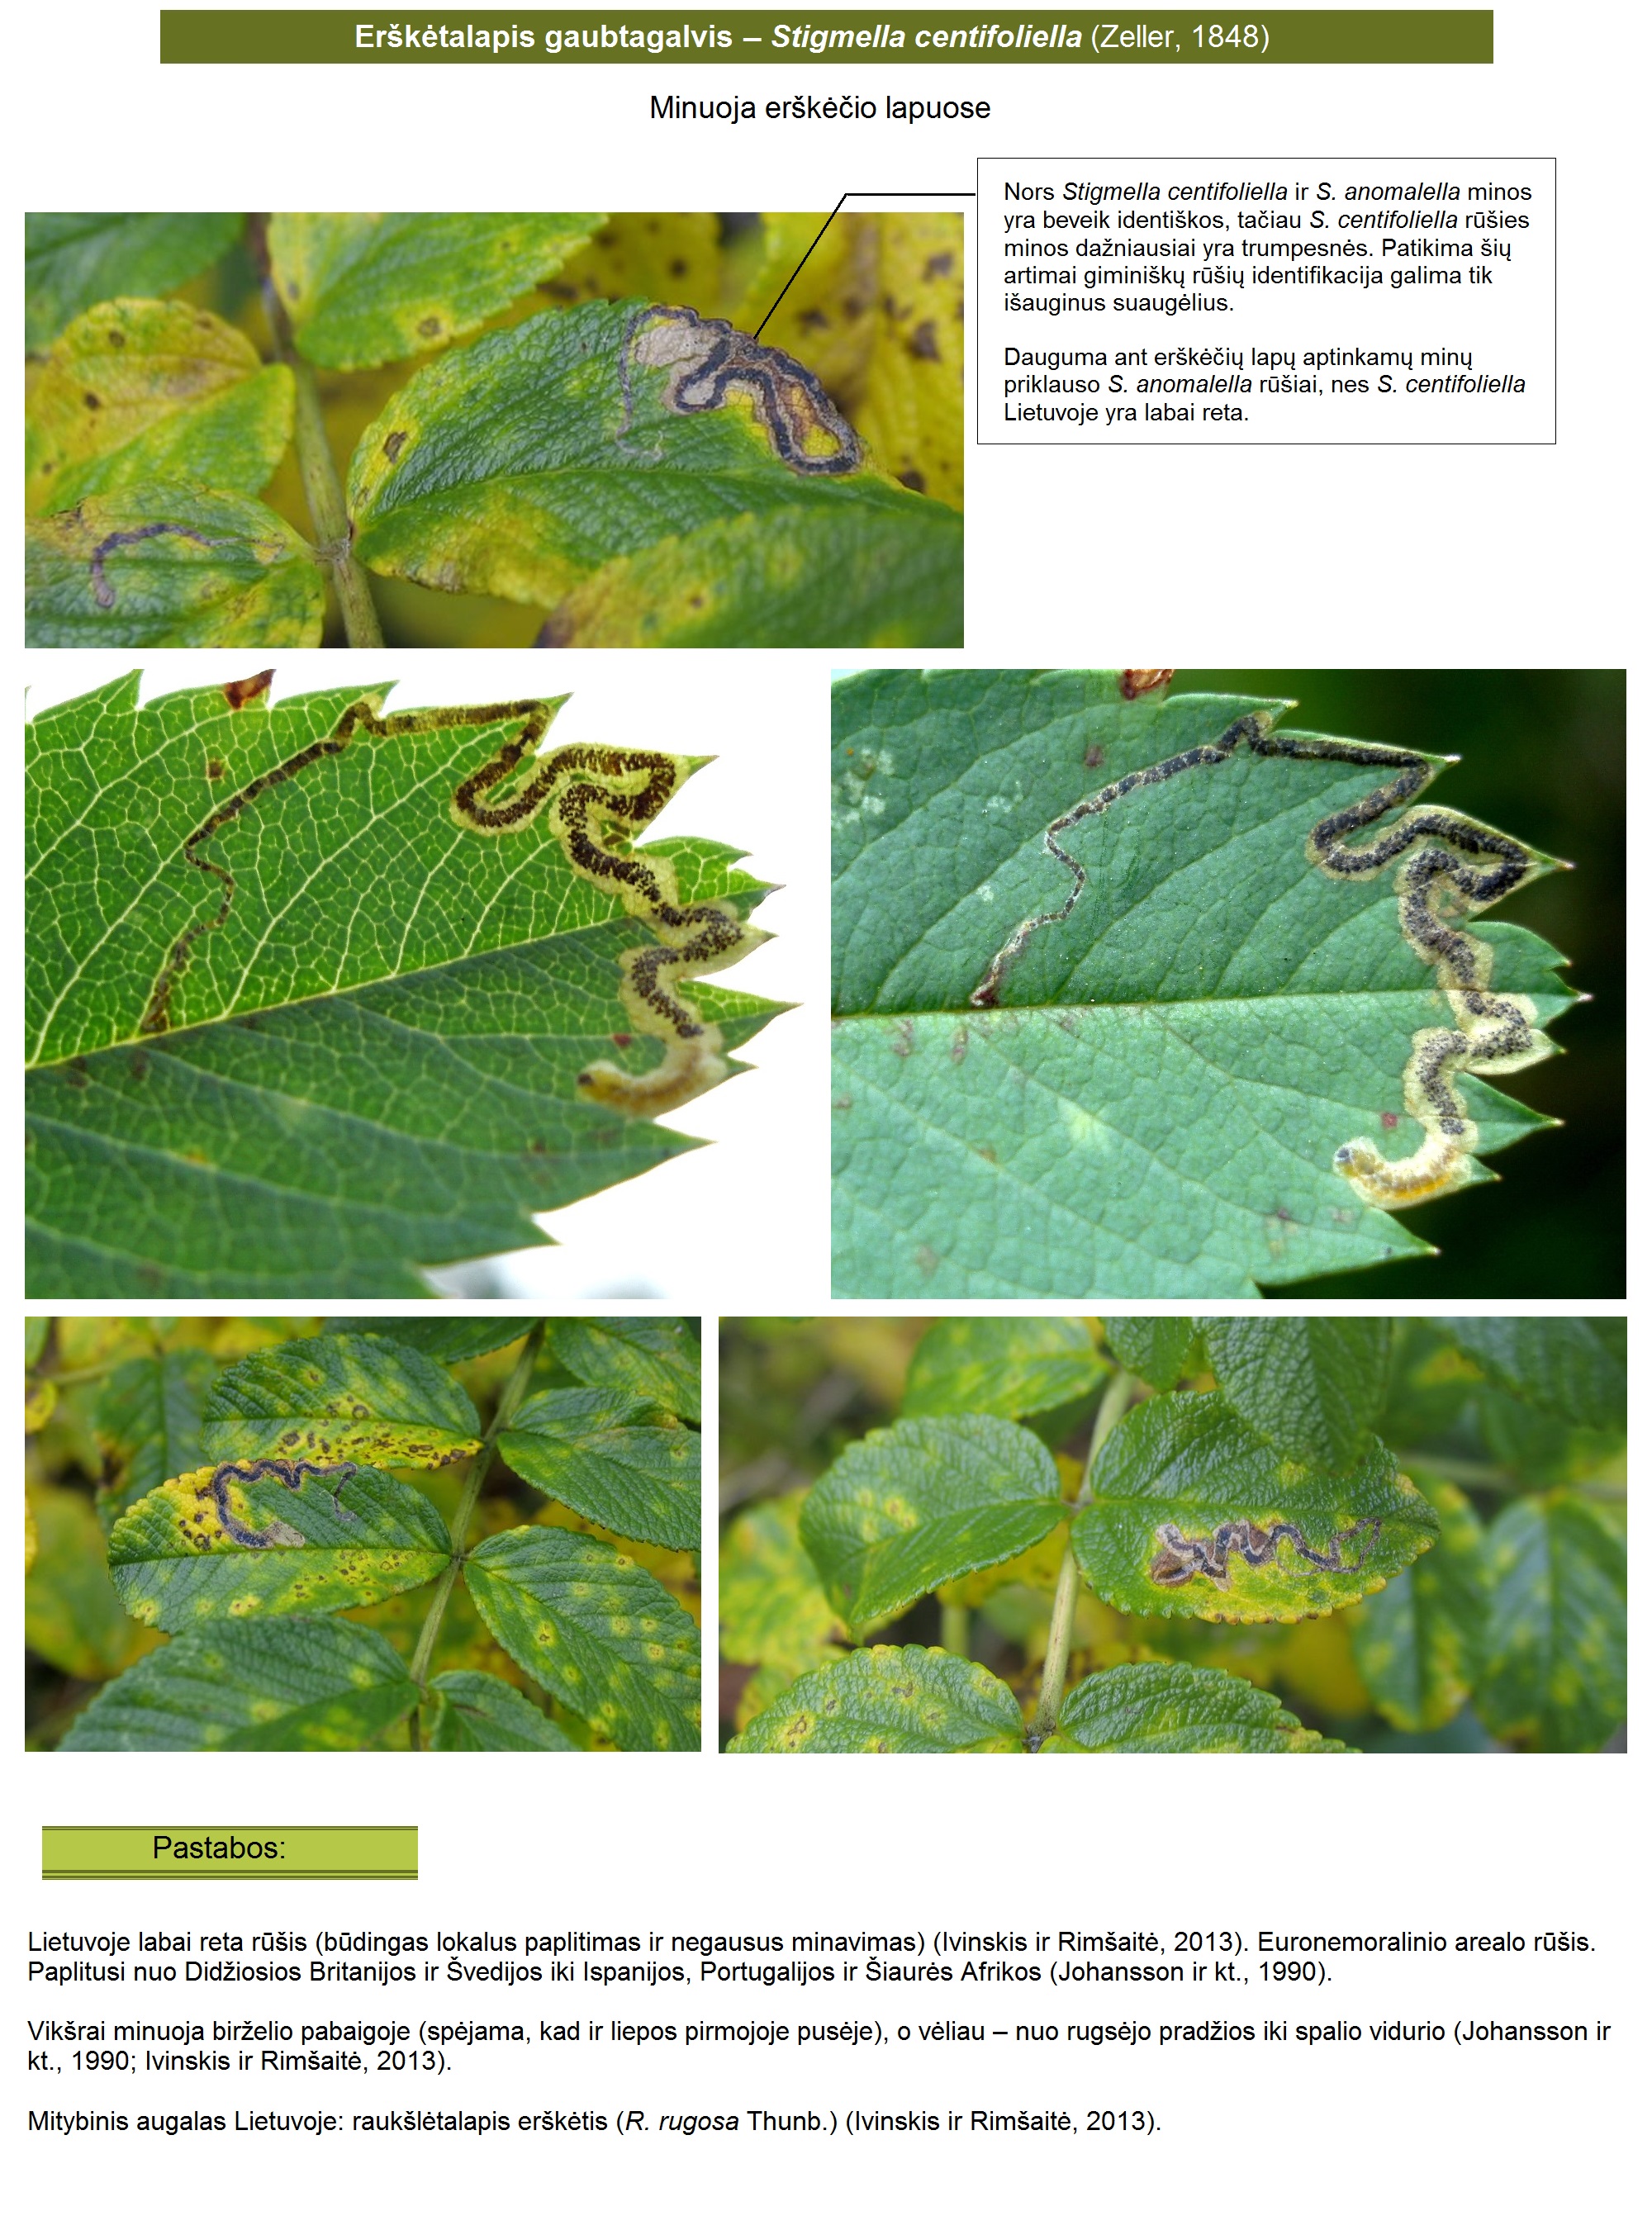 Erškėtalapis gaubtagalvis – Stigmella centifoliella (Zeller, 1848)
Minuoja erškėčio lapuose
Nors Stigmella centifoliella ir S. anomalella minos
yra beveik identiškos, tačiau S. centifoliella rūšies
minos dažniausiai yra trumpesnės. Patikima šių
artimai giminiškų rūšių identifikacija galima tik
išauginus suaugėlius.
Dauguma ant erškėčių lapų aptinkamų minų
priklauso S. anomalella rūšiai, nes S. centifoliella
Lietuvoje yra labai reta.
Pastabos:
Lietuvoje labai reta rūšis (būdingas lokalus paplitimas ir negausus minavimas) (Ivinskis ir Rimšaitė, 2013). Euronemoralinio arealo rūšis.
Paplitusi nuo Didžiosios Britanijos ir Švedijos iki Ispanijos, Portugalijos ir Šiaurės Afrikos (Johansson ir kt., 1990).
Vikšrai minuoja birželio pabaigoje (spėjama, kad ir liepos pirmojoje pusėje), o vėliau – nuo rugsėjo pradžios iki spalio vidurio (Johansson ir
kt., 1990; Ivinskis ir Rimšaitė, 2013).
Mitybinis augalas Lietuvoje: raukšlėtalapis erškėtis (R. rugosa Thunb.) (Ivinskis ir Rimšaitė, 2013).